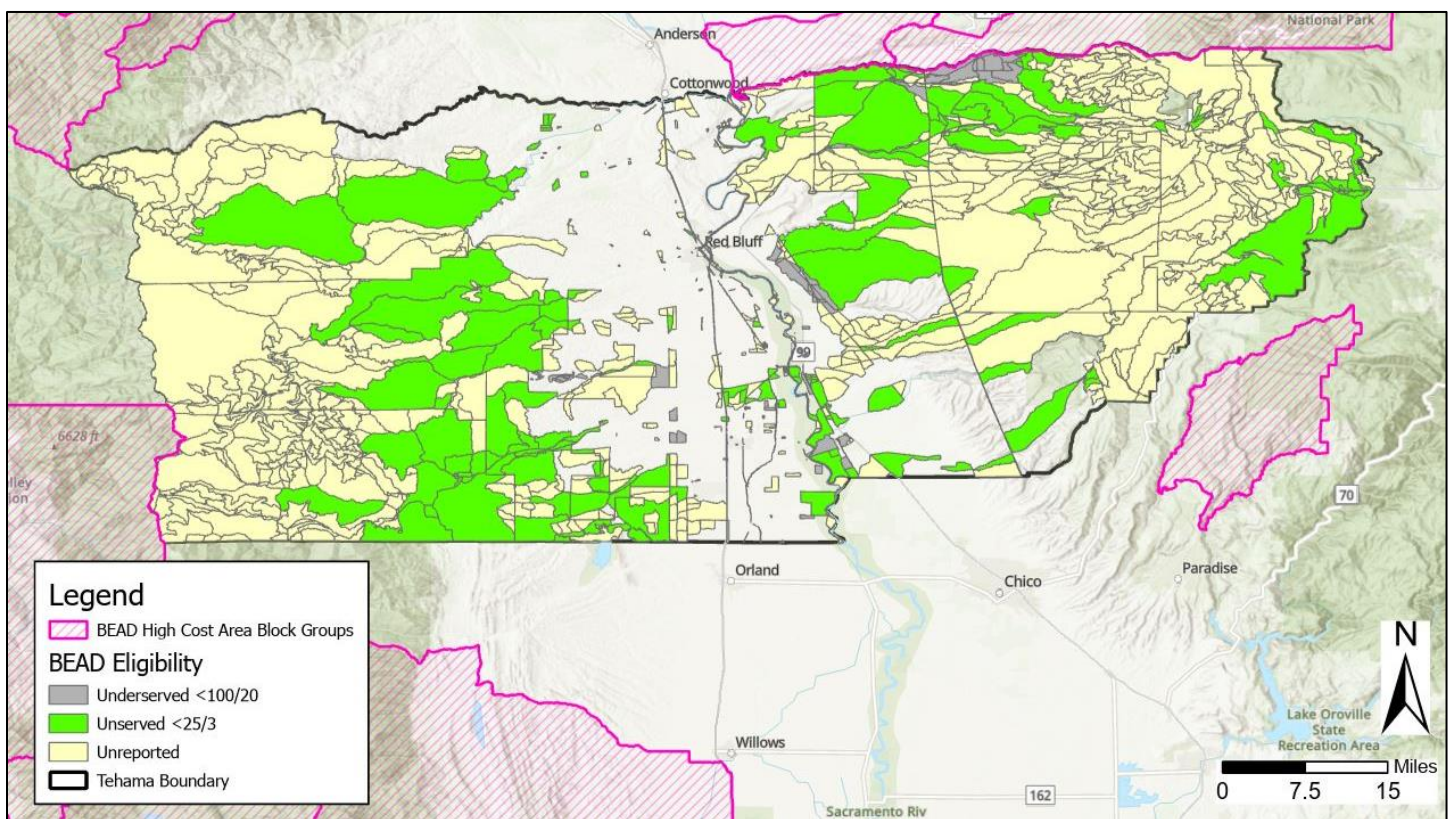 National Park
Anderson
Cottonwood
Red Bluff
99
6628 ft
70
Orland
Chico
Paradise
Willows
162
Sacramento Riv
Lake Oroville
State
Recreation Area
Legend
BEAD High Cost Area Block Groups
BEAD Eligibility
Underserved <100/20
Unserved <25/3
Unreported
Tehama Boundary
N
Miles
0 7.5 15